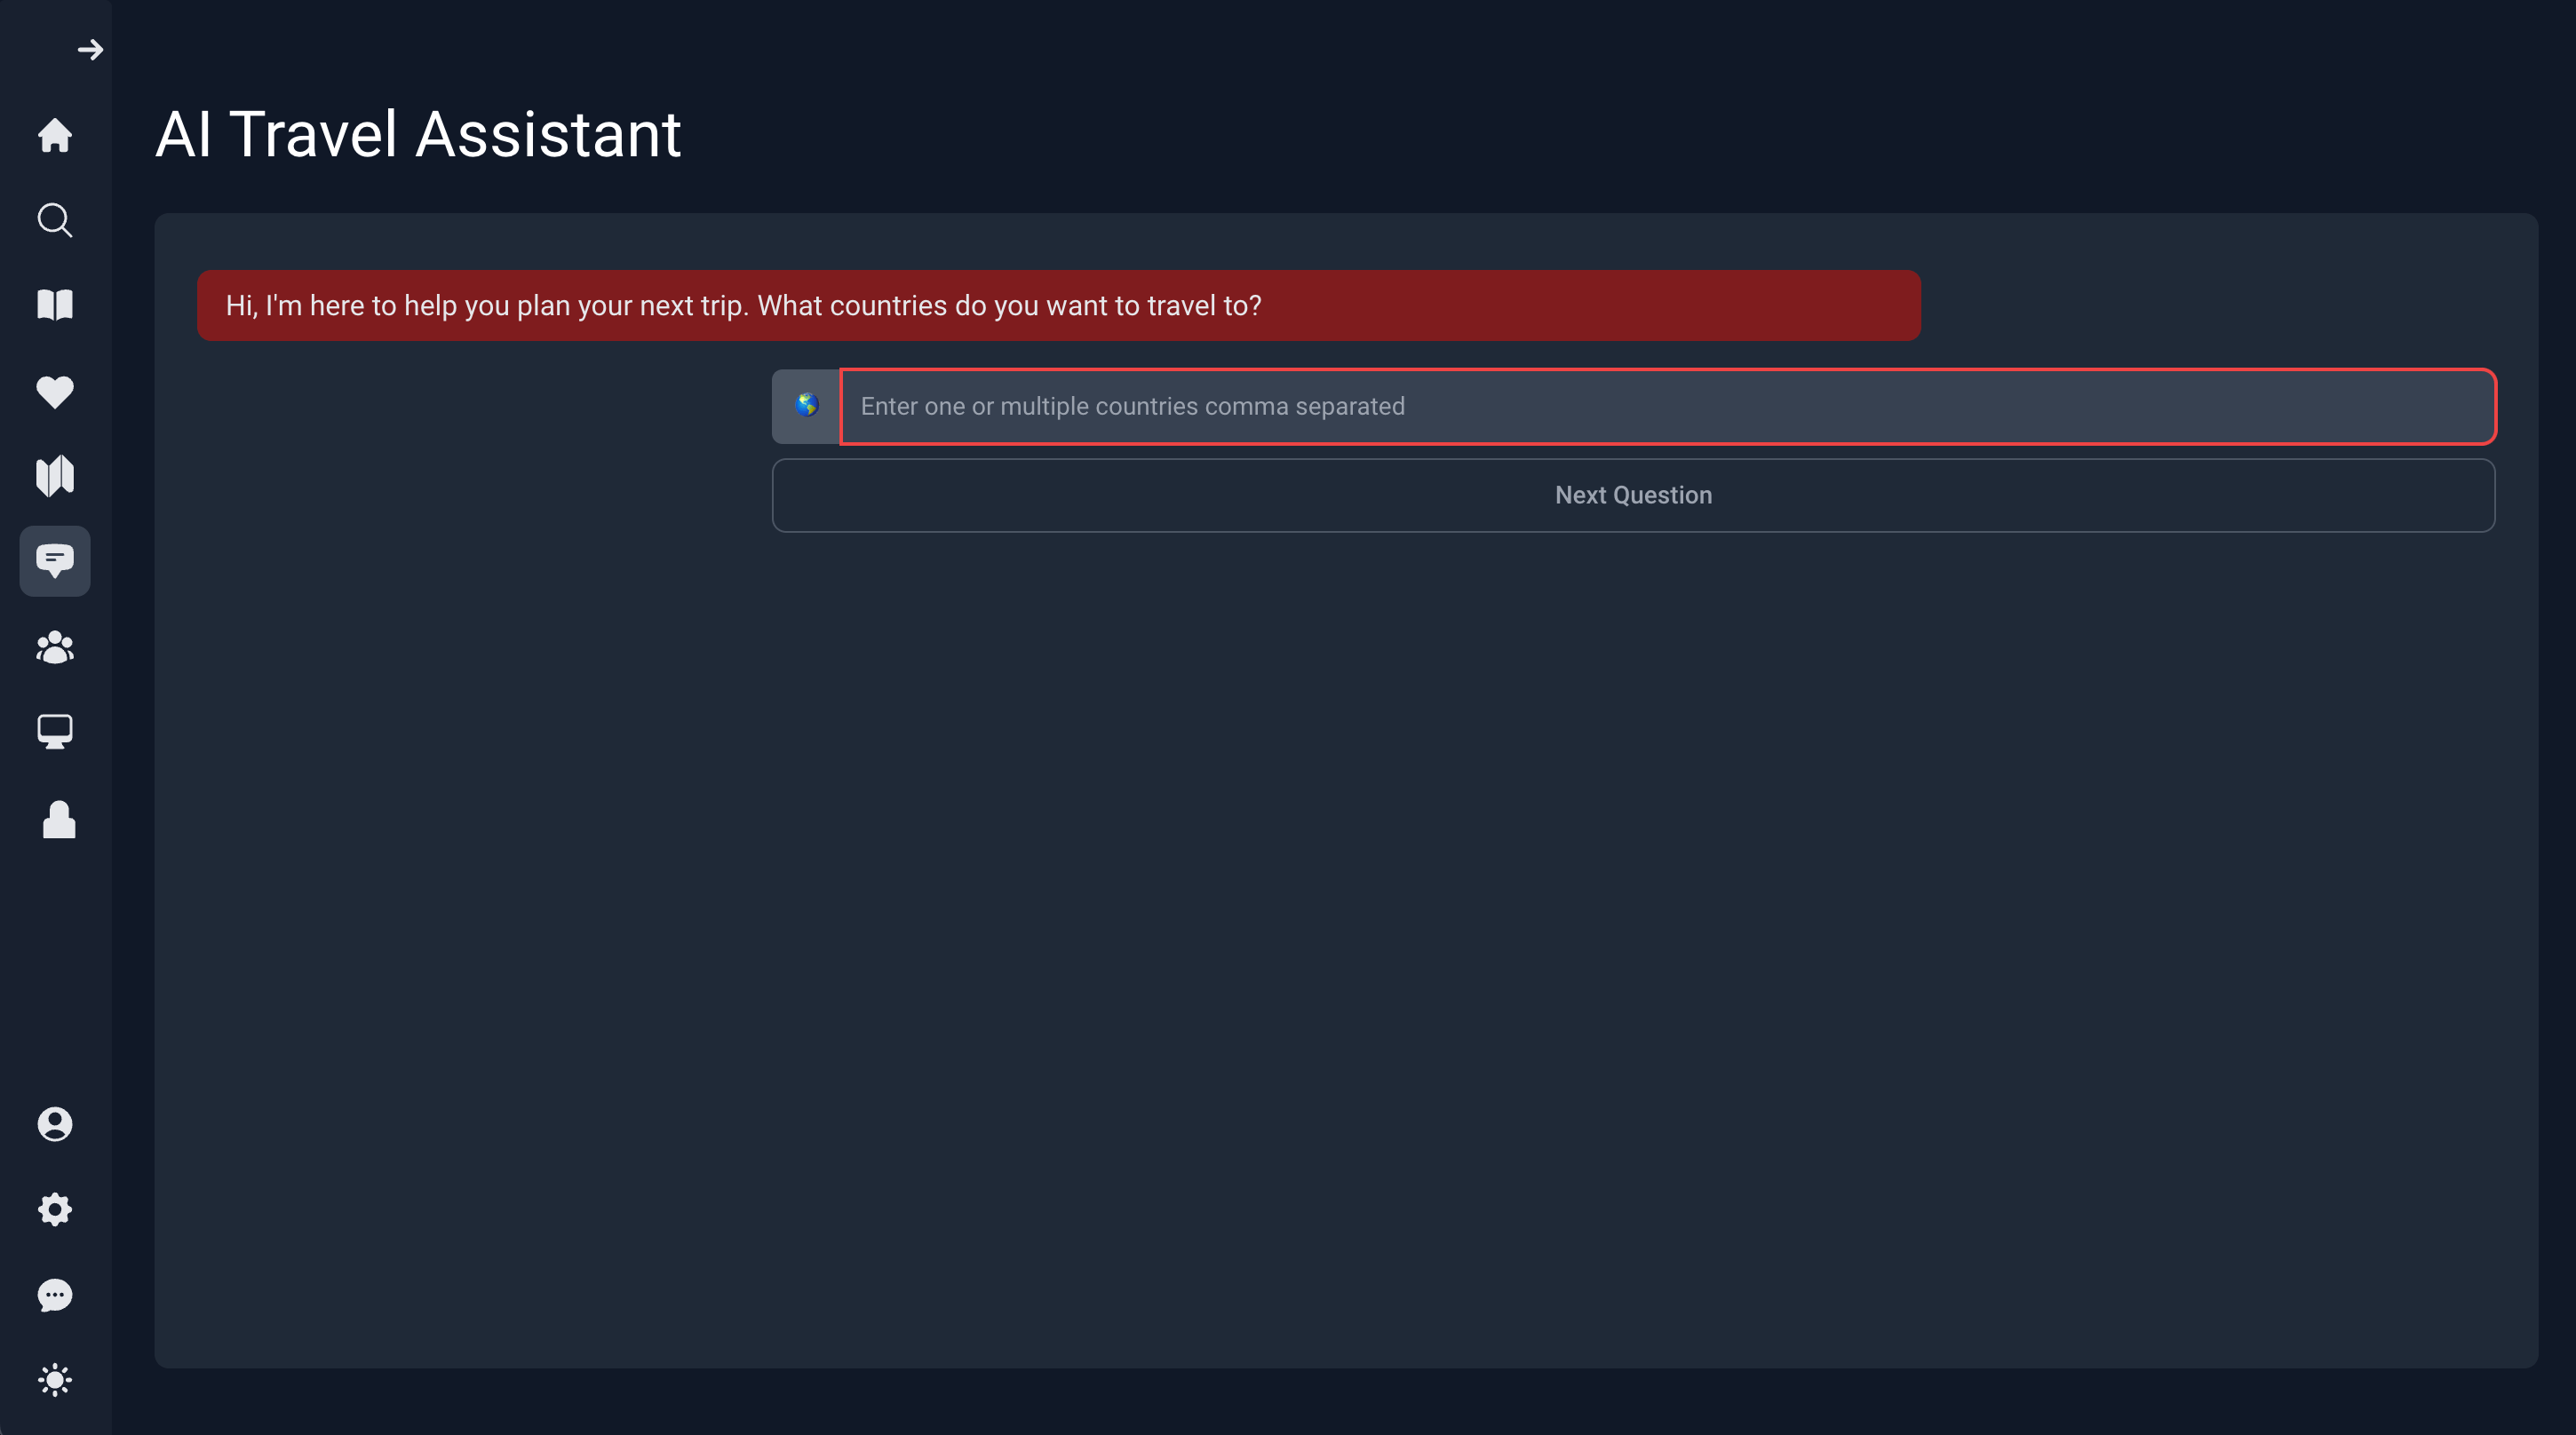 AI Travel Assistant
Hi, I'm here to help you plan your next trip. What countries do you want to travel to?
Enter one or multiple countries comma separated
Next Question